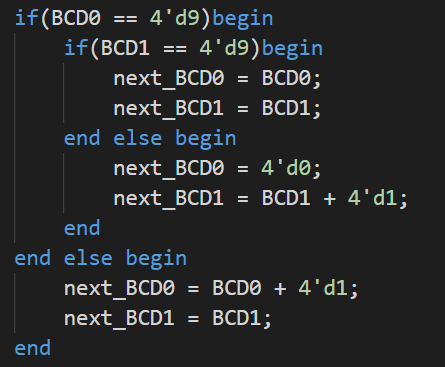 if(BCD0 == 4'd9)begin
    if(BCD1 == 4'd9)begin
        next_BCD0 = BCD0;
        next_BCD1 = BCD1;
    end else begin
        next_BCD0 = 4'd0;
        next_BCD1 = BCD1 + 4'd1;
    end
end else begin
    next_BCD0 = BCD0 + 4'd1;
    next_BCD1 = BCD1;
end